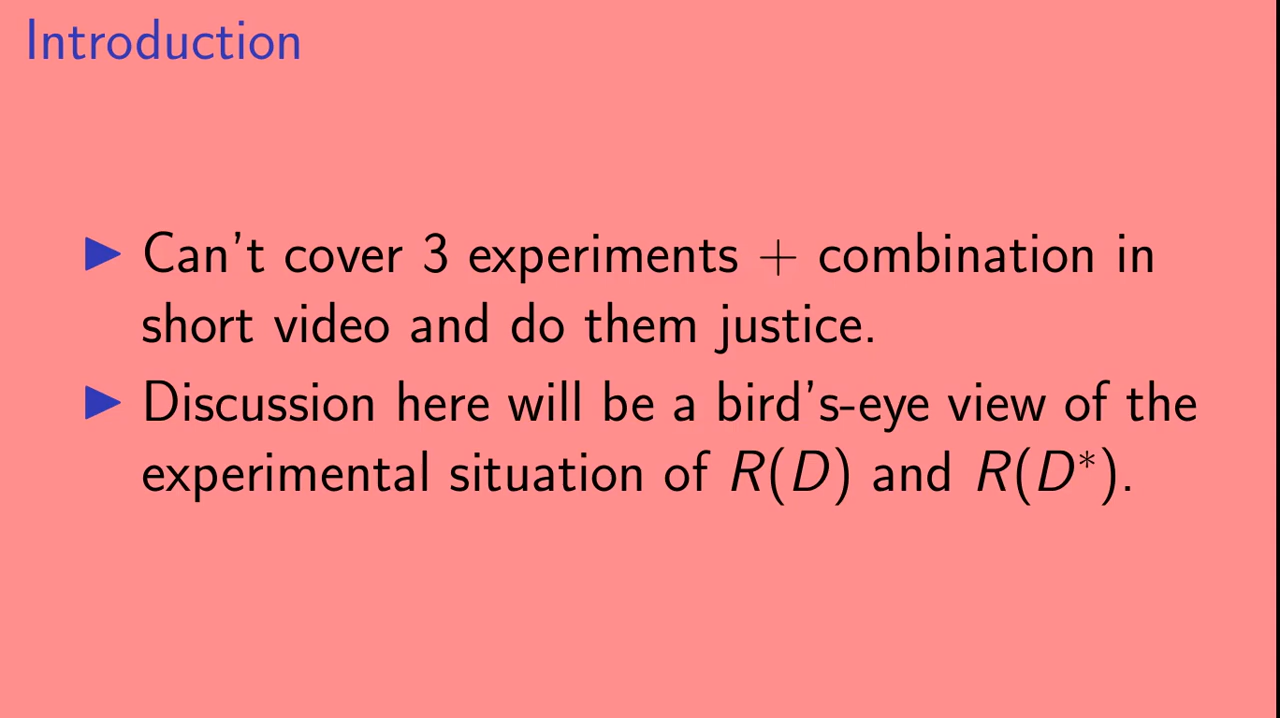 Introduction
▶ Can't cover 3 experiments + combination in
short video and do them justice.
▶ Discussion here will be a bird's-eye view of the
experimental situation of R(D) and R(D*).